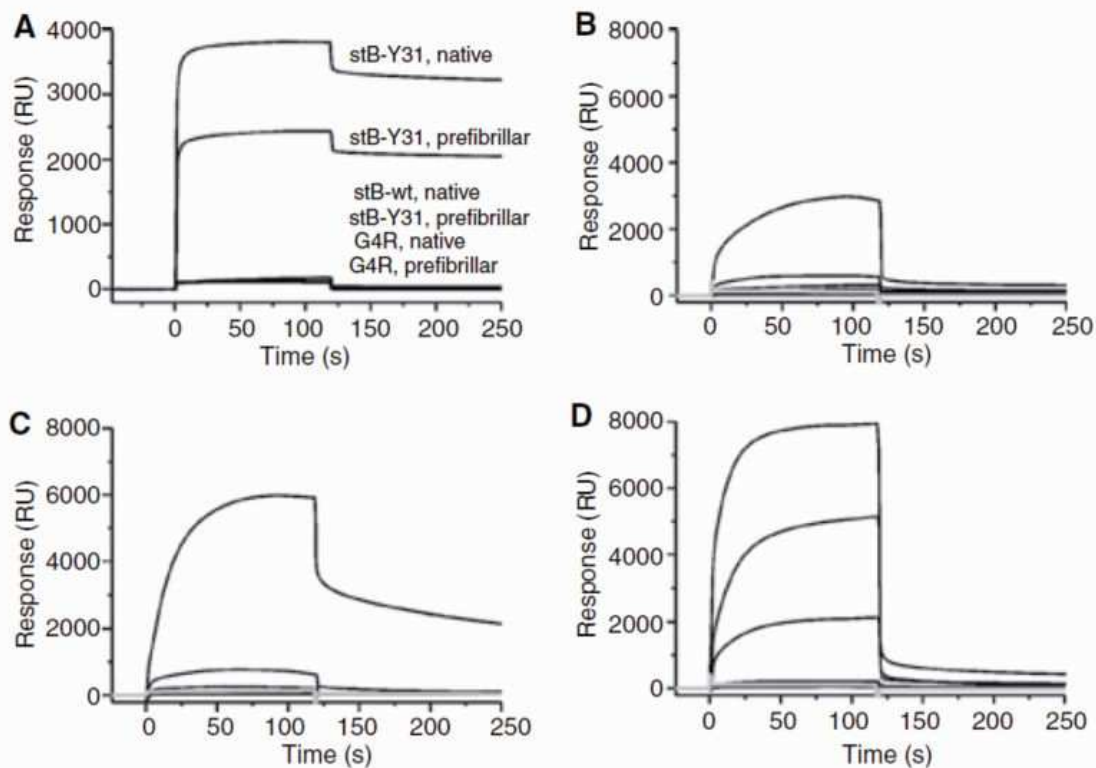 A
4000
3000
2000
1000
0
Response (RU)
stB-Y31, native
stB-Y31, prefibrillar
stB-wt, native
stB-Y31, prefibrillar
G4R, native
G4R, prefibrillar
0 50 100 150 200 250
Time (s)
B
8000
6000
4000
2000
0
Response (RU)
0 50 100 150 200 250
Time (s)
C
8000
6000
4000
2000
0
Response (RU)
0 50 100 150 200 250
Time (s)
D
8000
6000
4000
2000
0
Response (RU)
0 50 100 150 200 250
Time (s)